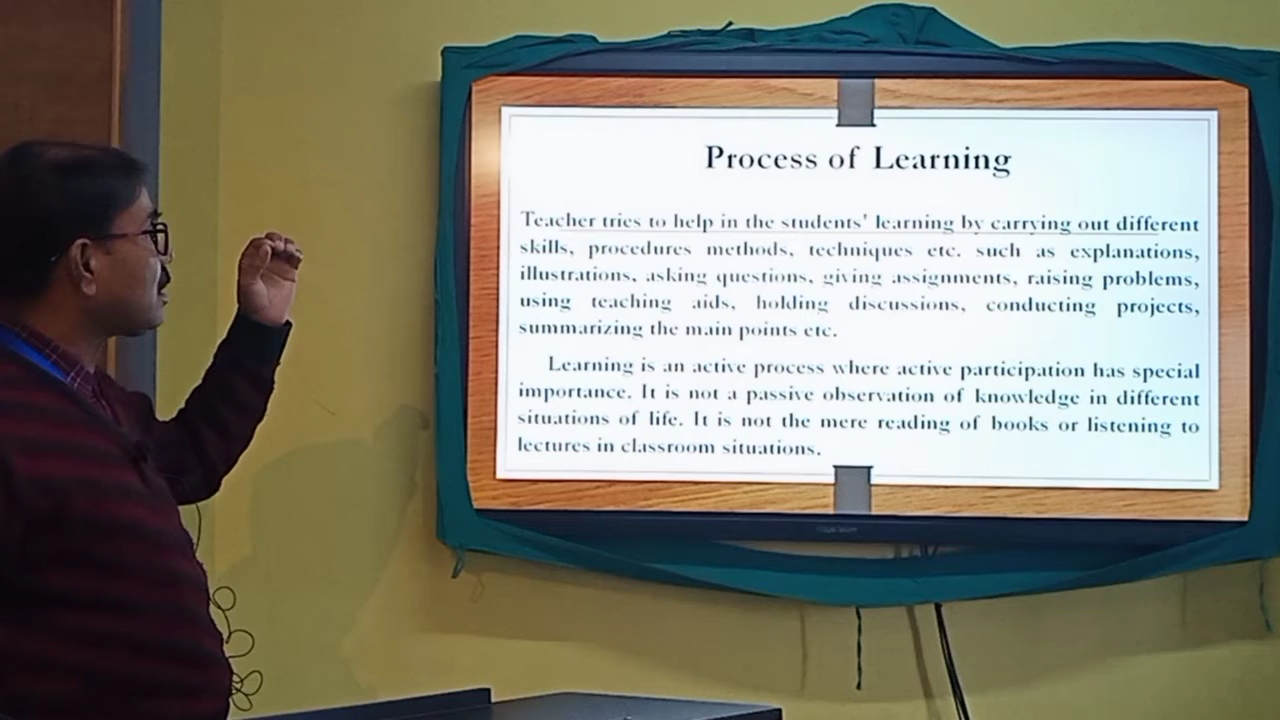 Process of Learning
Teacher tries to help in the students' learning by carrying out different
skills, procedures methods, techniques etc. such as explanations,
illustrations, asking questions, giving assignments, raising problems,
using teaching aids, holding discussions, conducting projects,
summarizing the main points etc.
Learning is an active process where active participation has special
importance. It is not a passive observation of knowledge in different
situations of life. It is not the mere reading of books or listening to
lectures in classroom situations.